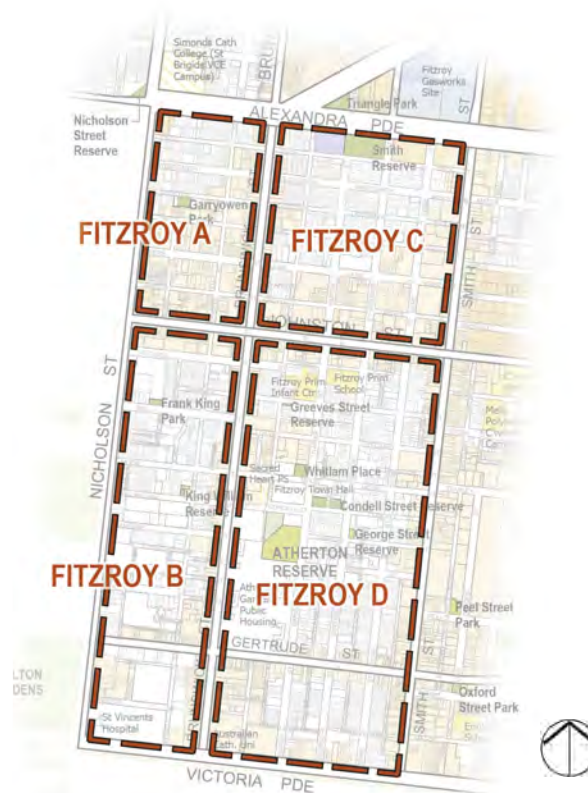 Simonds Cath
College (St
Brigids VCE
Campus)
Fitzroy
Gasworks
Site
ST
Triangle Park
ALEXANDRA PDE
Nicholson
Street
Reserve
Smith
Reserve
Garryowen
Park
FITZROY A
FITZROY C
SMITH ST
JOHNSTON ST
NICHOLSON ST
Fitzroy Prim
Infant Ctr
Fitzroy Prim
School
Frank King
Park
Greeves Street
Reserve
Sacred
Heart PS
Whitlam Place
Fitzroy Town Hall
King William
Reserve
Condell Street Reserve
George Street
Reserve
ATHERTON
RESERVE
FITZROY B
FITZROY D
Public
Housing
Peel Street
Park
GERTRUDE ST
SMITH ST
Oxford
Street Park
St Vincents
Hospital
VICTORIA PDE